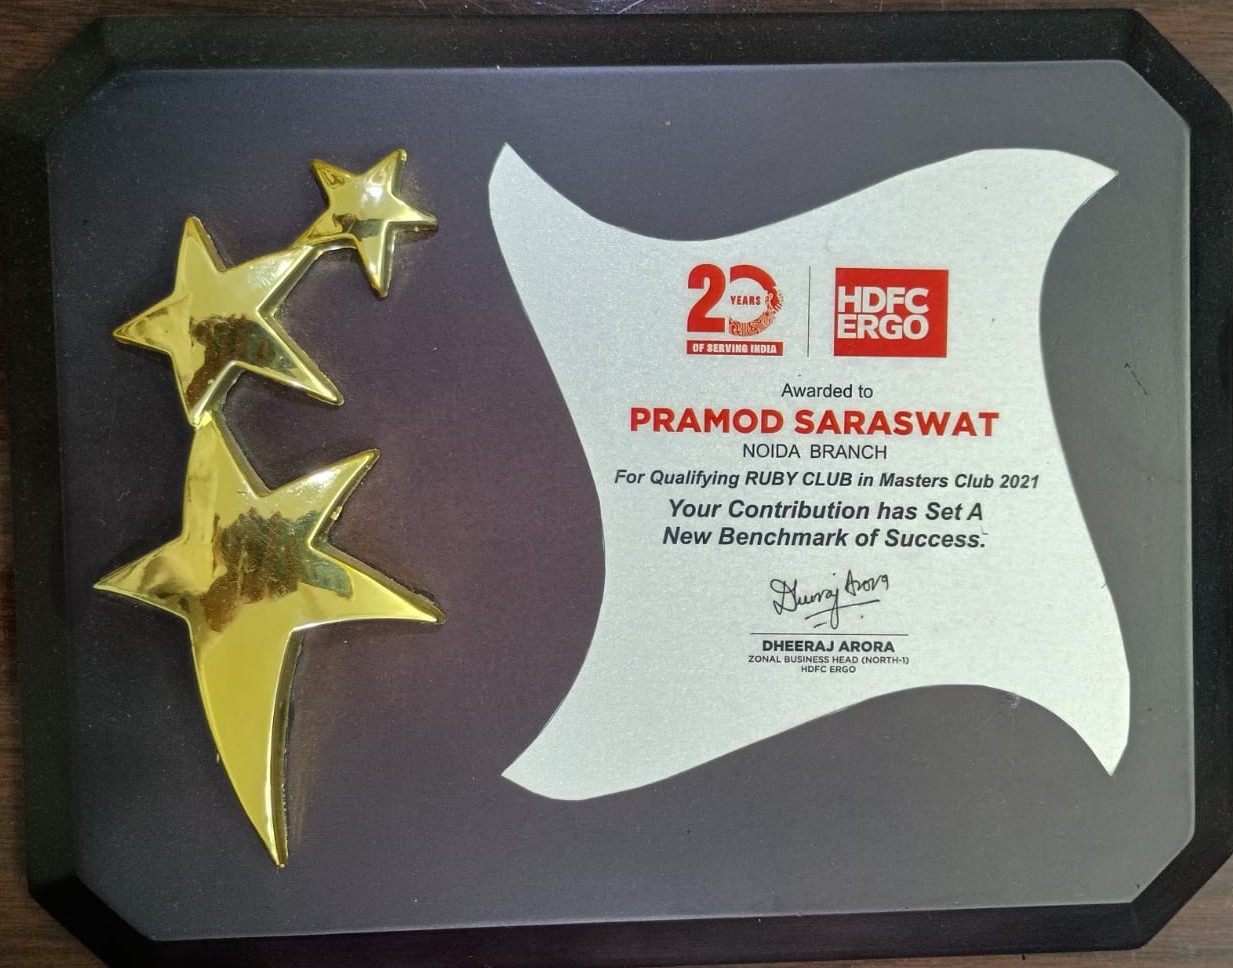 20 YEARS
OF SERVING INDIA
HDFC
ERGO
Awarded to
PRAMOD SARASWAT
NOIDA BRANCH
For Qualifying RUBY CLUB in Masters Club 2021
Your Contribution has Set A
New Benchmark of Success.
Dheeraj Arora
DHEERAJ ARORA
ZONAL BUSINESS HEAD (NORTH-1)
HDFC ERGO